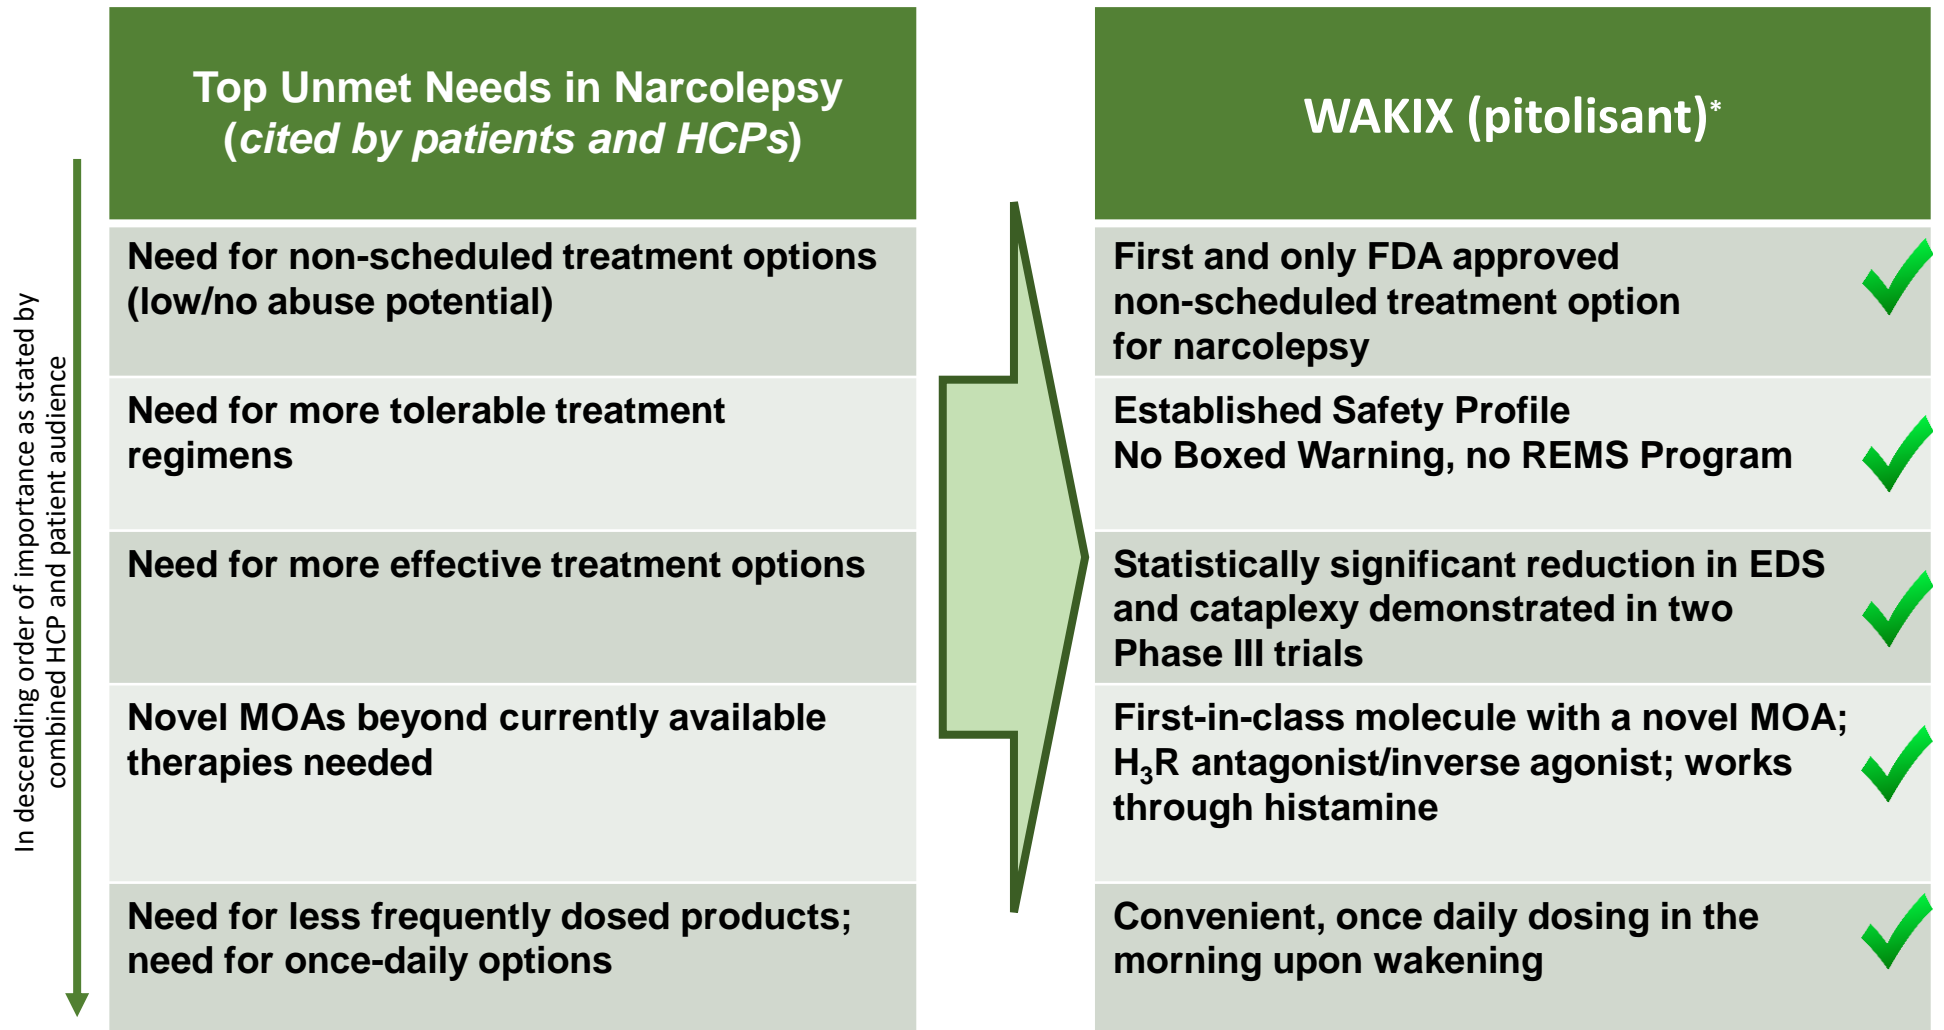 Top Unmet Needs in Narcolepsy
(cited by patients and HCPs)
WAKIX (pitolisant)*
In descending order of importance as stated by
combined HCP and patient audience
Need for non-scheduled treatment options
(low/no abuse potential)
First and only FDA approved
non-scheduled treatment option
for narcolepsy
Need for more tolerable treatment
regimens
Established Safety Profile
No Boxed Warning, no REMS Program
Need for more effective treatment options
Statistically significant reduction in EDS
and cataplexy demonstrated in two
Phase III trials
Novel MOAs beyond currently available
therapies needed
First-in-class molecule with a novel MOA;
H₃R antagonist/inverse agonist; works
through histamine
Need for less frequently dosed products;
need for once-daily options
Convenient, once daily dosing in the
morning upon wakening